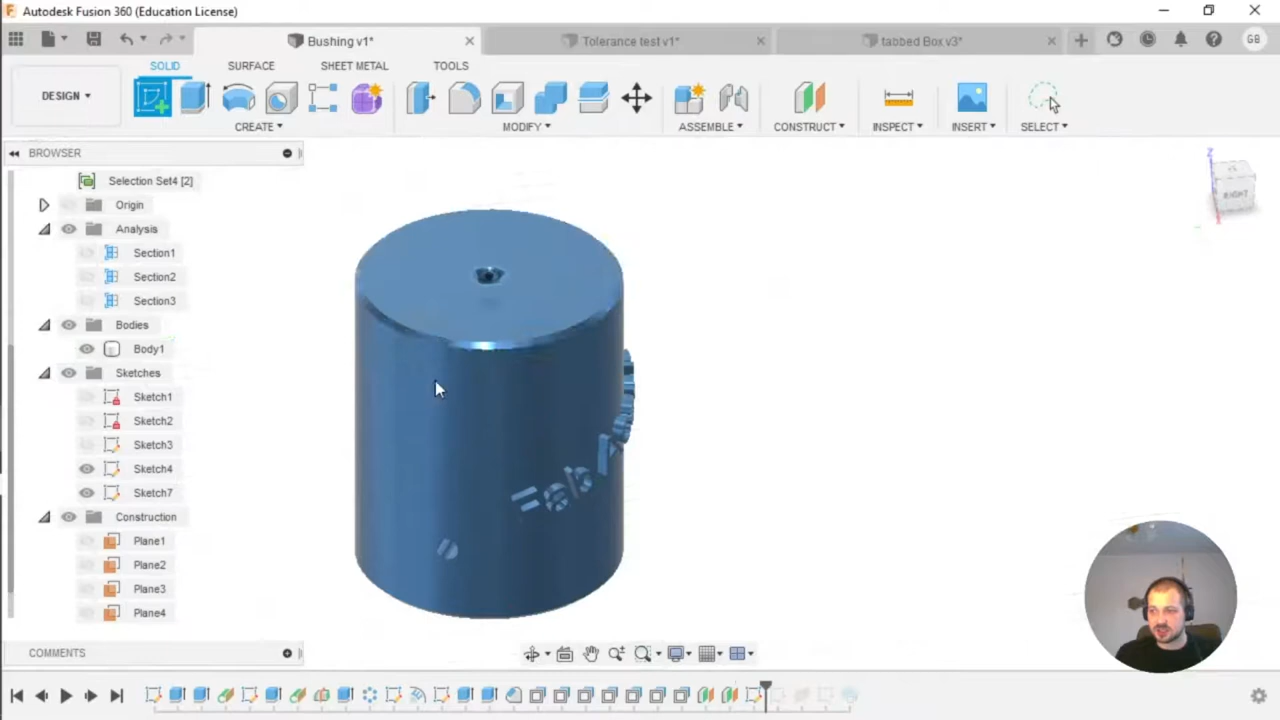 Autodesk Fusion 360 (Education License)
Bushing v1*
Tolerance test v1*
tabbed Box v3*
GB
SOLID
SURFACE
SHEET METAL
TOOLS
DESIGN
CREATE
MODIFY
ASSEMBLE
CONSTRUCT
INSPECT
INSERT
SELECT
BROWSER
Selection Set4 [2]
Origin
Analysis
Section1
Section2
Section3
Bodies
Body1
Sketches
Sketch1
Sketch2
Sketch3
Sketch4
Sketch7
Construction
Plane1
Plane2
Plane3
Plane4
Z
RIGHT
COMMENTS